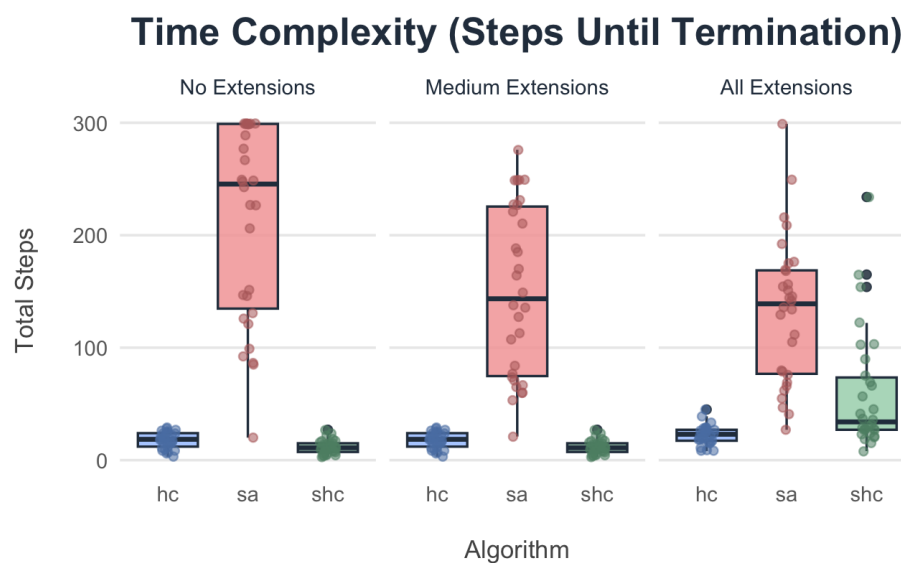 Time Complexity (Steps Until Termination)
No Extensions Medium Extensions All Extensions
300
200
100
0
Total Steps
hc sa shc hc sa shc hc sa shc
Algorithm